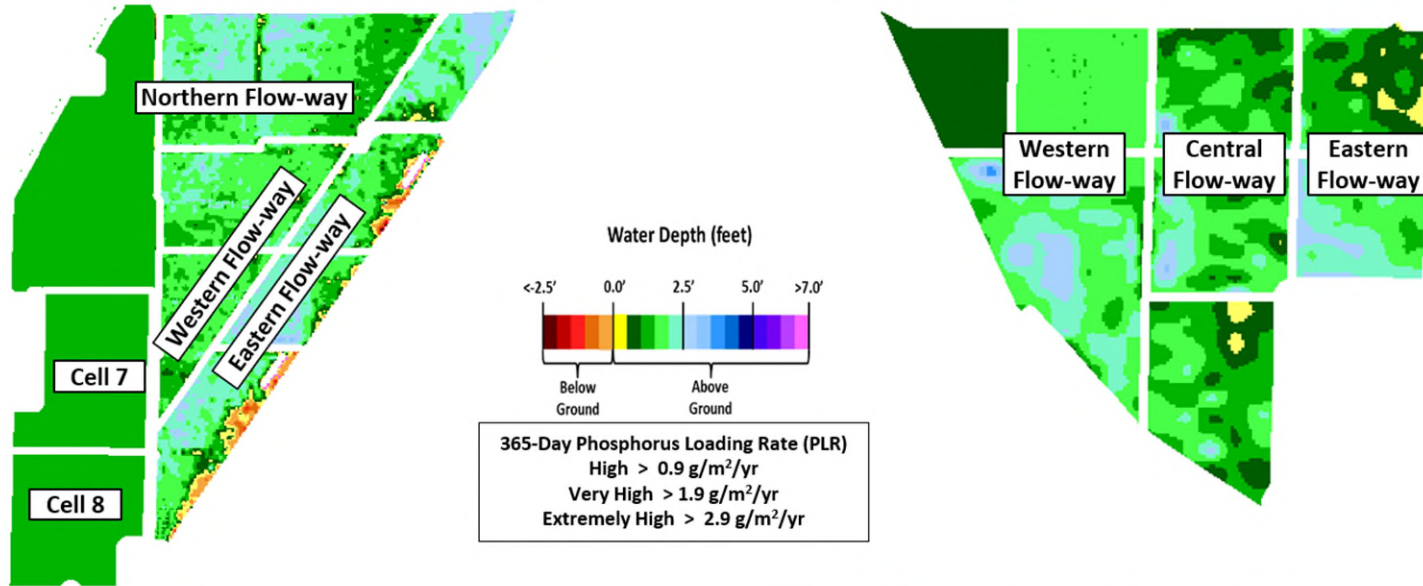 Northern Flow-way
Western Flow-way
Eastern Flow-way
Cell 7
Cell 8
Water Depth (feet)
<-2.5' 0.0' 2.5' 5.0' >7.0'
Below
Ground
Above
Ground
365-Day Phosphorus Loading Rate (PLR)
High > 0.9 g/m²/yr
Very High > 1.9 g/m²/yr
Extremely High > 2.9 g/m²/yr
Western
Flow-way
Central
Flow-way
Eastern
Flow-way